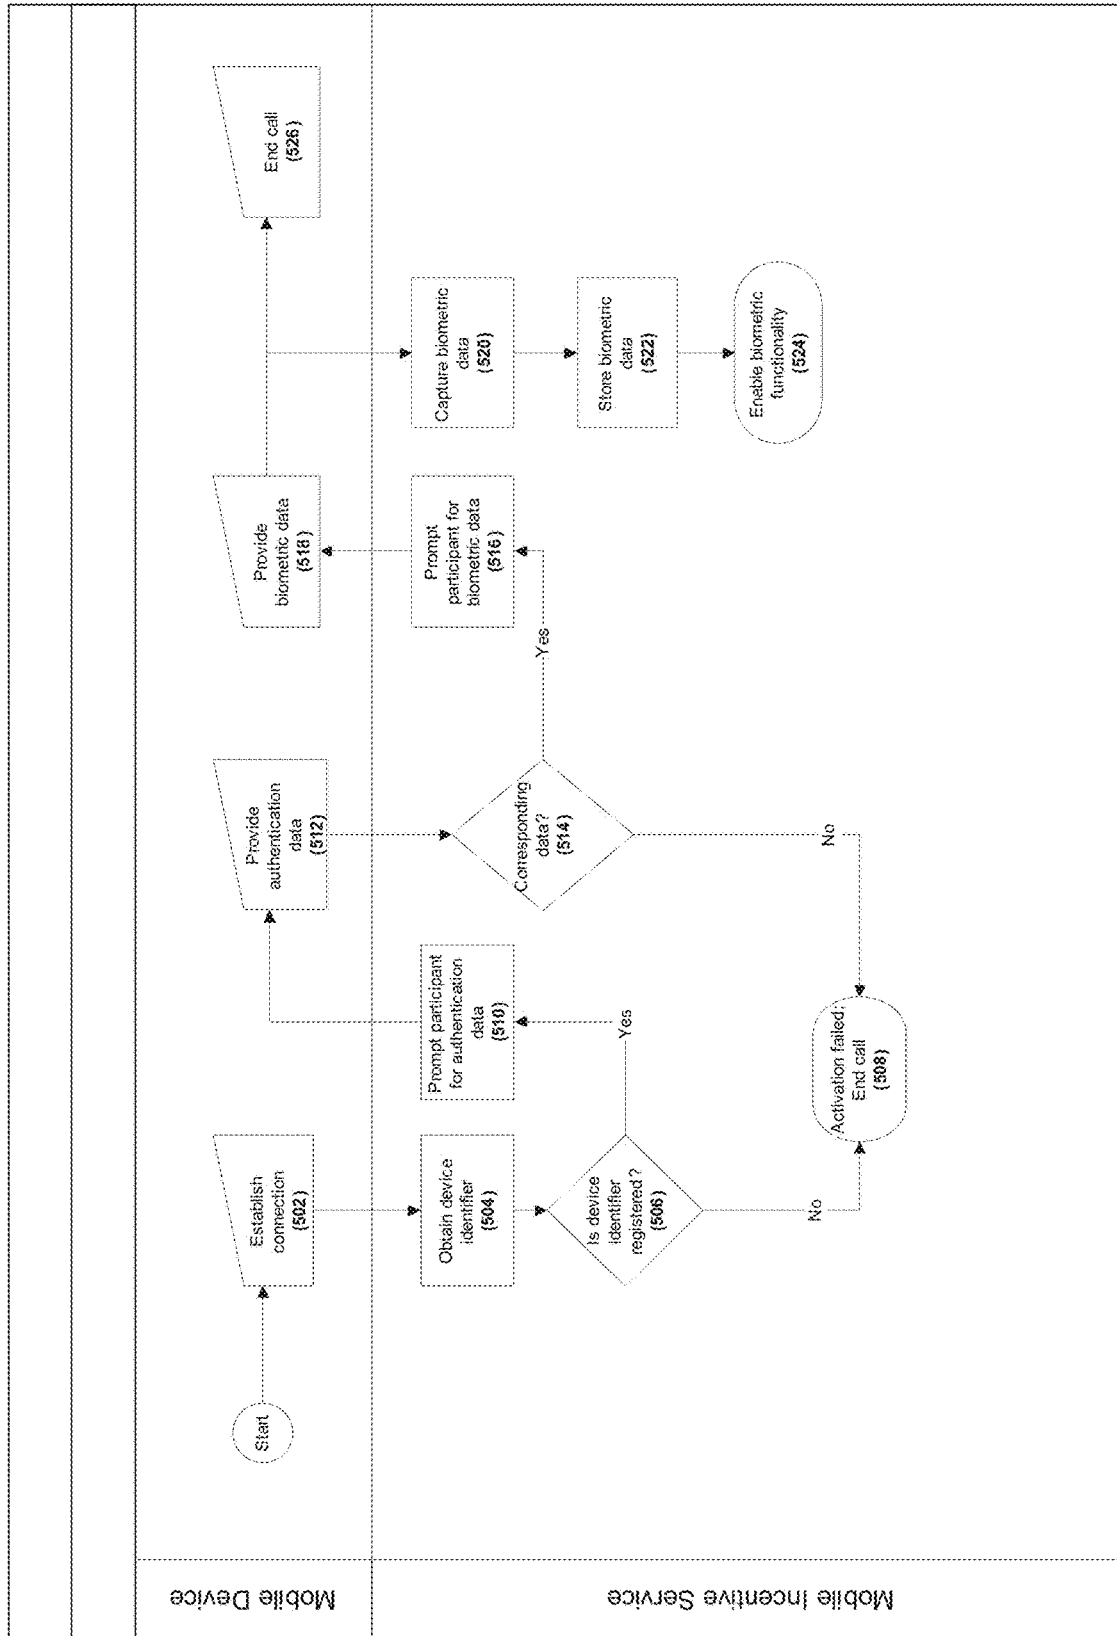 Mobile Device
Mobile Incentive Service
Start
Establish
connection
(502)
Obtain device
identifier
(504)
Is device
identifier
registered?
(506)
No
Yes
Activation failed;
End call
(508)
Prompt participant
for authentication
data
(510)
Provide
authentication
data
(512)
Corresponding
data?
(514)
No
Yes
Prompt
participant for
biometric data
(516)
Provide
biometric data
(518)
Capture biometric
data
(520)
Store biometric
data
(522)
Enable biometric
functionality
(524)
End call
(526)